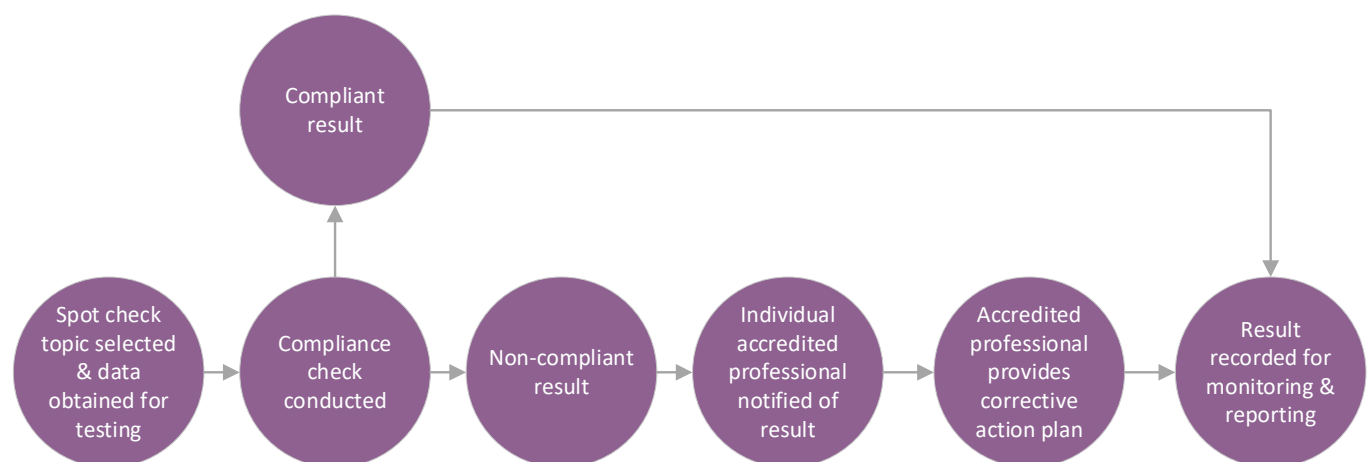 Compliant
result
Spot check
topic selected
& data
obtained for
testing
Compliance
check
conducted
Non-compliant
result
Individual
accredited
professional
notified of
result
Accredited
professional
provides
corrective
action plan
Result
recorded for
monitoring &
reporting